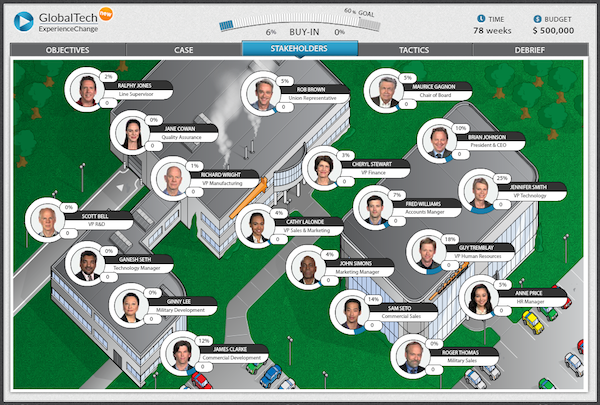 GlobalTech new
ExperienceChange
60% GOAL
6% BUY-IN 0%
TIME
78 weeks
BUDGET
$ 500,000
OBJECTIVES
CASE
STAKEHOLDERS
TACTICS
DEBRIEF
2%
RALPHY JONES
Line Supervisor
0
5%
ROB BROWN
Union Representative
0
5%
MAURICE GAGNON
Chair of Board
0
0%
JANE COWAN
Quality Assurance
0
10%
BRIAN JOHNSON
President & CEO
0
1%
RICHARD WRIGHT
VP Manufacturing
0
3%
CHERYL STEWART
VP Finance
0
25%
JENNIFER SMITH
VP Technology
0
7%
FRED WILLIAMS
Accounts Manger
0
0%
SCOTT BELL
VP R&D
0
4%
CATHY LALONDE
VP Sales & Marketing
0
18%
GUY TREMBLAY
VP Human Resources
0
0%
GANESH SETH
Technology Manager
0
4%
JOHN SIMONS
Marketing Manager
0
5%
ANNE PRICE
HR Manager
0
0%
GINNY LEE
Military Development
0
14%
SAM SETO
Commercial Sales
0
12%
JAMES CLARKE
Commercial Development
0
0%
ROGER THOMAS
Military Sales
0